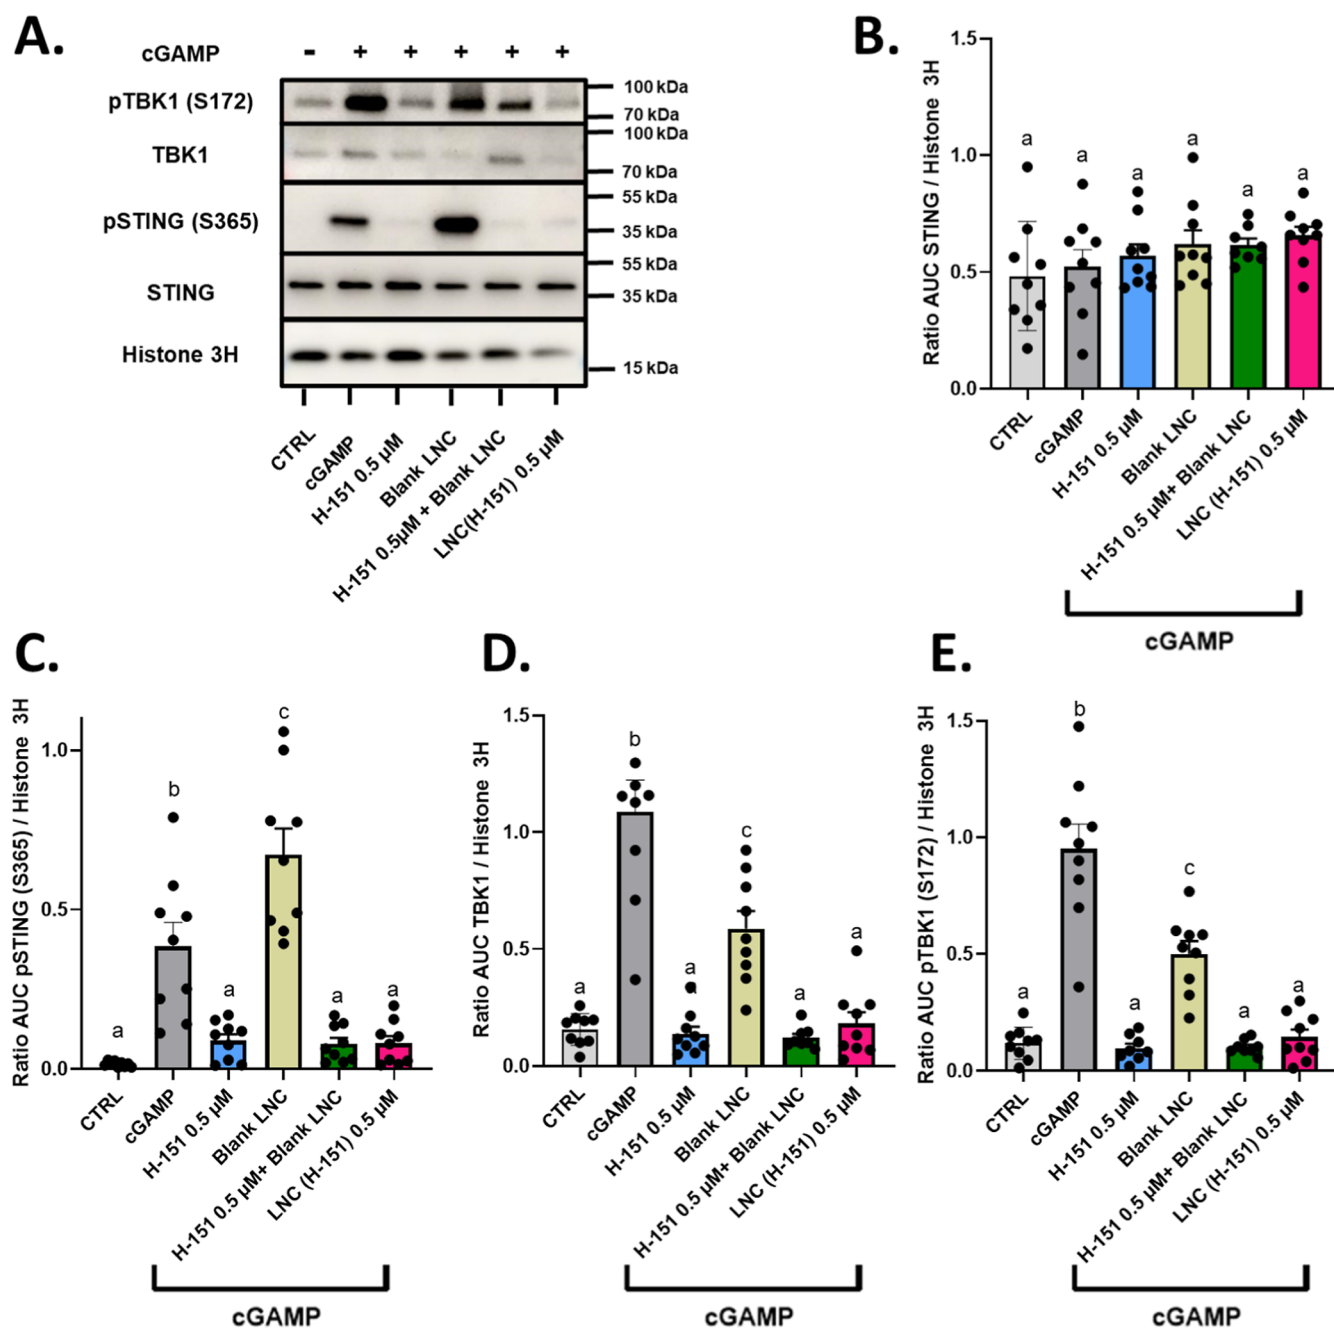 A.
cGAMP - + + + + +
pTBK1 (S172)
100 kDa
70 kDa
TBK1
100 kDa
70 kDa
pSTING (S365)
55 kDa
35 kDa
STING
55 kDa
35 kDa
Histone 3H
15 kDa
CTRL
cGAMP
H-151 0.5 µM
Blank LNC
H-151 0.5µM + Blank LNC
LNC(H-151) 0.5 µM
B.
Ratio AUC STING / Histone 3H
1.5
1.0
0.5
0.0
a a a a a a
CTRL
cGAMP
H-151 0.5 µM
Blank LNC
H-151 0.5 µM+ Blank LNC
LNC (H-151) 0.5 µM
cGAMP
C.
Ratio AUC pSTING (S365) / Histone 3H
1.0
0.5
0.0
a b a c a a
CTRL
cGAMP
H-151 0.5 µM
Blank LNC
H-151 0.5 µM+ Blank LNC
LNC (H-151) 0.5 µM
cGAMP
D.
Ratio AUC TBK1 / Histone 3H
1.5
1.0
0.5
0.0
a b a c a a
CTRL
cGAMP
H-151 0.5 µM
Blank LNC
H-151 0.5 µM+ Blank LNC
LNC (H-151) 0.5 µM
cGAMP
E.
Ratio AUC pTBK1 (S172) / Histone 3H
1.5
1.0
0.5
0.0
a b a c a a
CTRL
cGAMP
H-151 0.5 µM
Blank LNC
H-151 0.5 µM+ Blank LNC
LNC (H-151) 0.5 µM
cGAMP